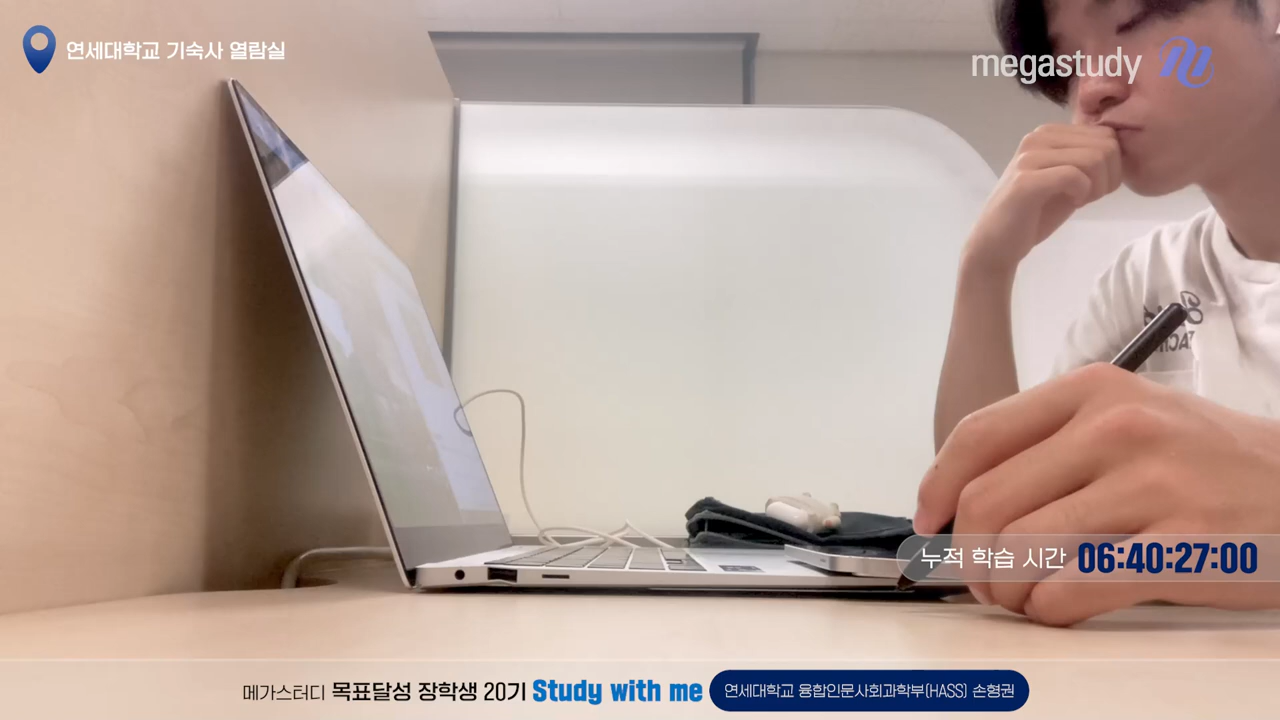 연세대학교 기숙사 열람실
megastudy
누적 학습 시간 06:40:27:00
메가스터디 목표달성 장학생 20기 Study with me 연세대학교 융합인문사회과학부(HASS) 손형권